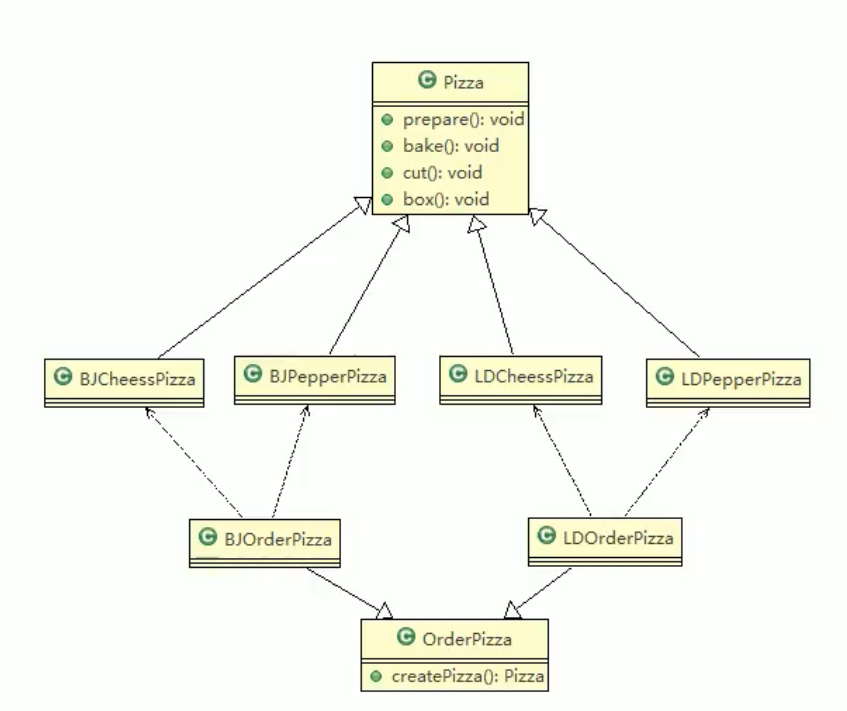 Pizza
prepare(): void
bake(): void
cut(): void
box(): void
BJCheessPizza
BJPepperPizza
LDCheessPizza
LDPepperPizza
BJOrderPizza
LDOrderPizza
OrderPizza
createPizza(): Pizza